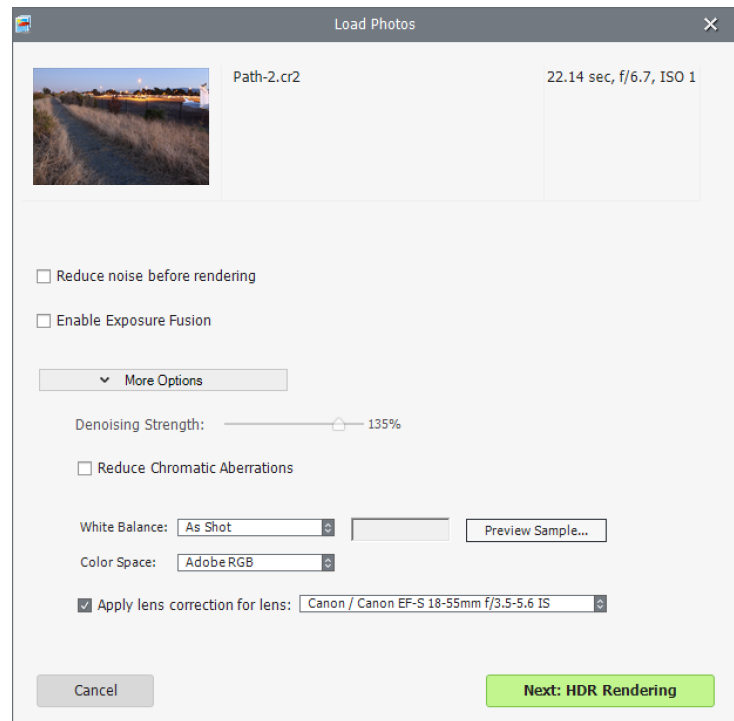 Load Photos
Path-2.cr2
22.14 sec, f/6.7, ISO 1
Reduce noise before rendering
Enable Exposure Fusion
More Options
Denoising Strength: 135%
Reduce Chromatic Aberrations
White Balance: As Shot Preview Sample...
Color Space: AdobeRGB
Apply lens correction for lens: Canon / Canon EF-S 18-55mm f/3.5-5.6 IS
Cancel
Next: HDR Rendering